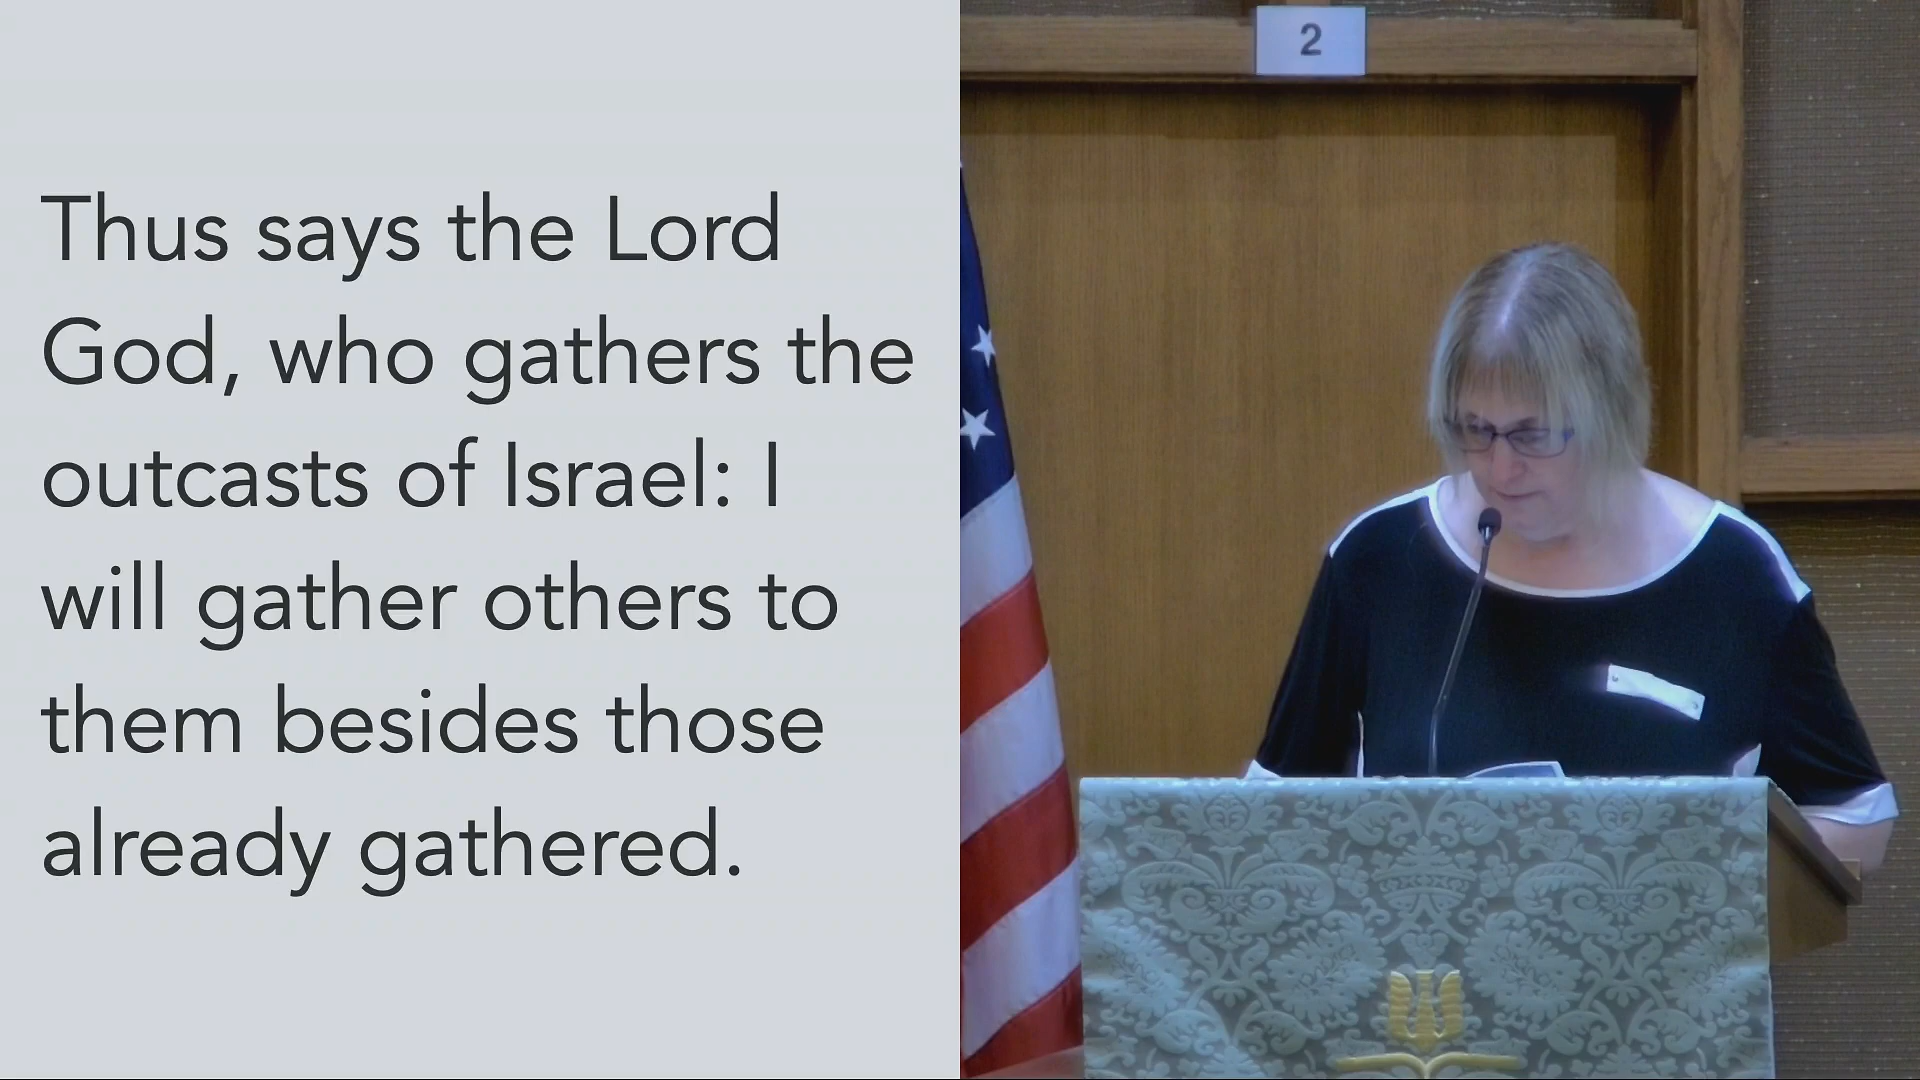 Thus says the Lord
God, who gathers the
outcasts of Israel: I
will gather others to
them besides those
already gathered.
2